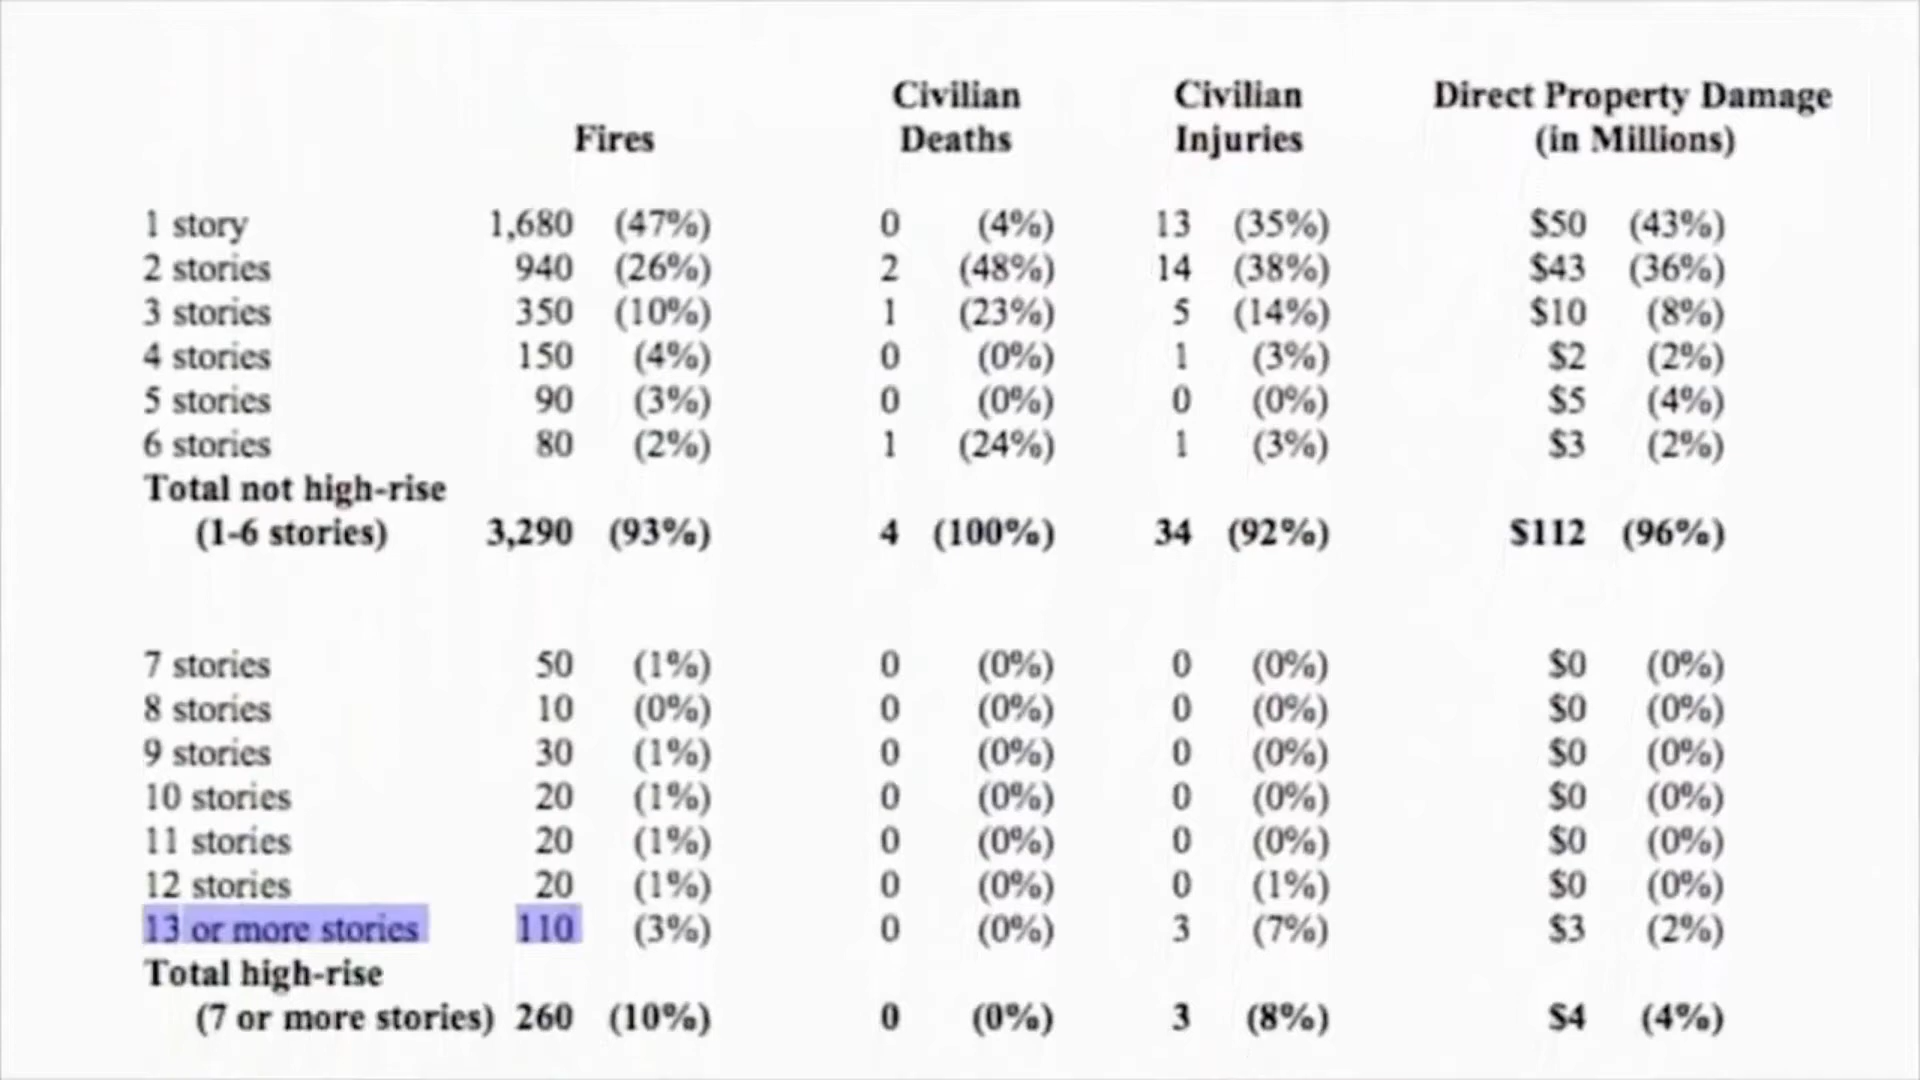 Civilian Civilian Direct Property Damage
Fires Deaths Injuries (in Millions)
1 story 1,680 (47%) 0 (4%) 13 (35%) $50 (43%)
2 stories 940 (26%) 2 (48%) 14 (38%) $43 (36%)
3 stories 350 (10%) 1 (23%) 5 (14%) $10 (8%)
4 stories 150 (4%) 0 (0%) 1 (3%) $2 (2%)
5 stories 90 (3%) 0 (0%) 0 (0%) $5 (4%)
6 stories 80 (2%) 1 (24%) 1 (3%) $3 (2%)
Total not high-rise
(1-6 stories) 3,290 (93%) 4 (100%) 34 (92%) $112 (96%)
7 stories 50 (1%) 0 (0%) 0 (0%) $0 (0%)
8 stories 10 (0%) 0 (0%) 0 (0%) $0 (0%)
9 stories 30 (1%) 0 (0%) 0 (0%) $0 (0%)
10 stories 20 (1%) 0 (0%) 0 (0%) $0 (0%)
11 stories 20 (1%) 0 (0%) 0 (0%) $0 (0%)
12 stories 20 (1%) 0 (0%) 0 (1%) $0 (0%)
13 or more stories 110 (3%) 0 (0%) 3 (7%) $3 (2%)
Total high-rise
(7 or more stories) 260 (10%) 0 (0%) 3 (8%) $4 (4%)